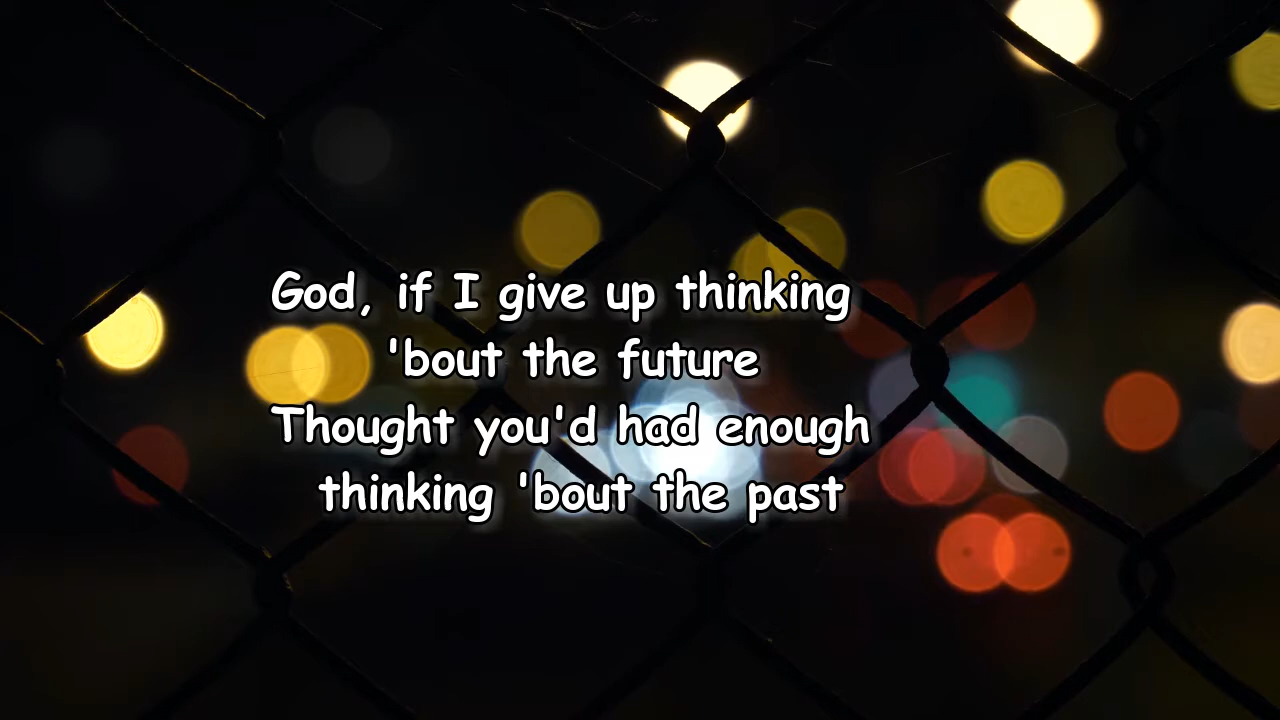 God, if I give up thinking
'bout the future
Thought you'd had enough
thinking 'bout the past